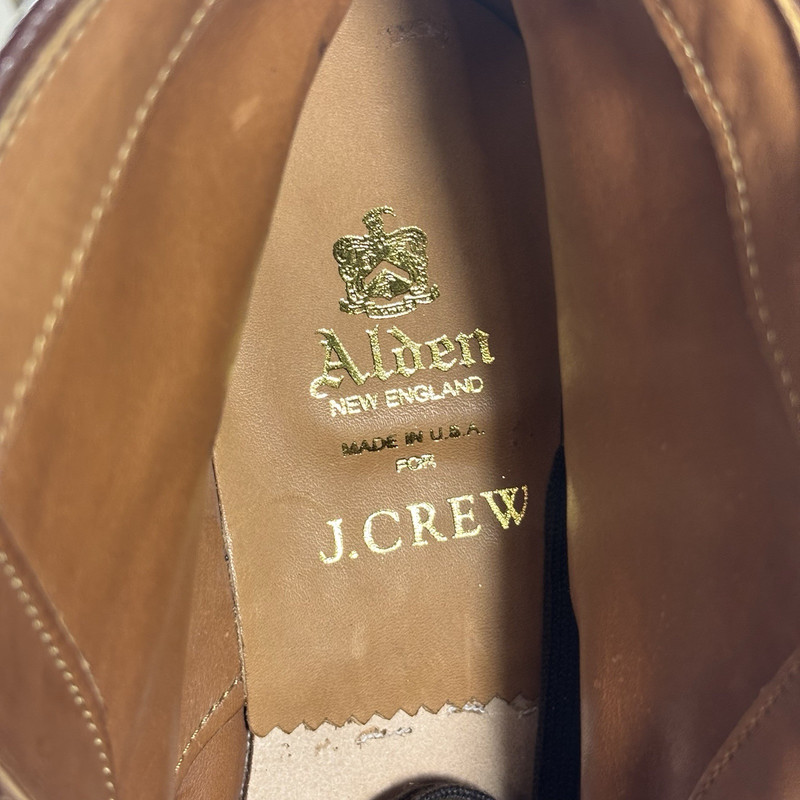 Alden
NEW ENGLAND
MADE IN U.S.A.
FOR
J.CREW